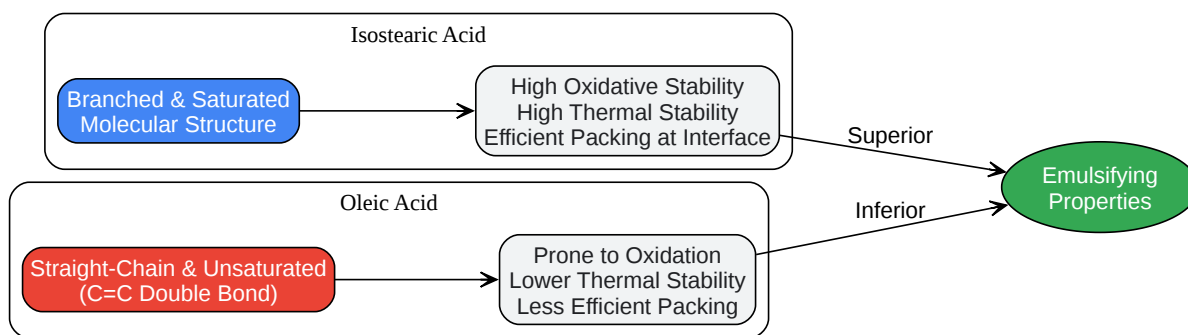 Isostearic Acid
Branched & Saturated
Molecular Structure
High Oxidative Stability
High Thermal Stability
Efficient Packing at Interface
Superior
Oleic Acid
Straight-Chain & Unsaturated
(C=C Double Bond)
Prone to Oxidation
Lower Thermal Stability
Less Efficient Packing
Inferior
Emulsifying
Properties